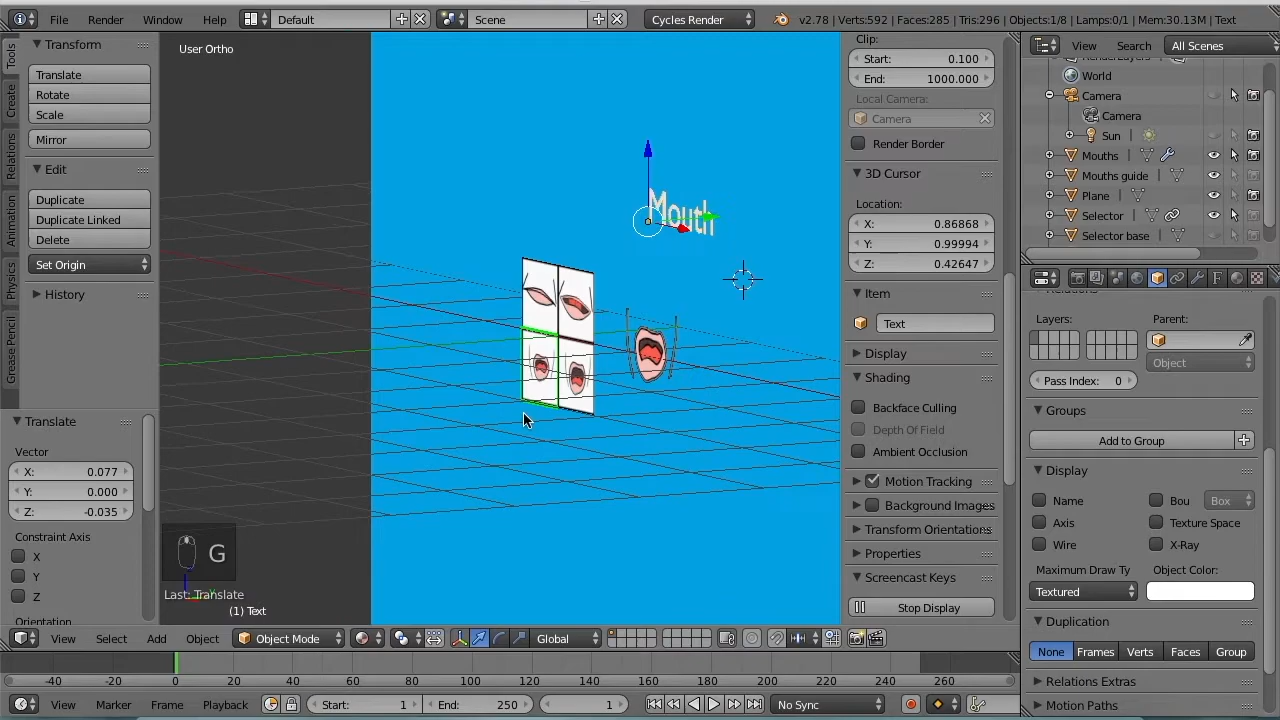 File Render Window Help Default Scene Cycles Render v2.78 | Verts:592 | Faces:285 | Tris:296 | Objects:1/8 | Lamps:0/1 | Mem:30.13M | Text
Tools
Create
Relations
Animation
Physics
Grease Pencil
Transform
Translate
Rotate
Scale
Mirror
Edit
Duplicate
Duplicate Linked
Delete
Set Origin
History
Translate
Vector
X: 0.077
Y: 0.000
Z: -0.035
Constraint Axis
X
Y
Z
Orientation
User Ortho
Mouth
G
Last: Translate
(1) Text
Clip:
Start: 0.100
End: 1000.000
Local Camera:
Camera
Render Border
3D Cursor
Location:
X: 0.86868
Y: 0.99994
Z: 0.42647
Item
Text
Display
Shading
Backface Culling
Depth Of Field
Ambient Occlusion
Motion Tracking
Background Images
Transform Orientations
Properties
Screencast Keys
Stop Display
View Search All Scenes
RenderLayers
World
Camera
Camera
Sun
Mouths
Mouths guide
Plane
Selector
Selector base
Relations
Layers: Parent:
Object
Pass Index: 0
Groups
Add to Group
Display
Name Bou Box
Axis Texture Space
Wire X-Ray
Maximum Draw Ty Object Color:
Textured
Duplication
None Frames Verts Faces Group
Relations Extras
Motion Paths
View Select Add Object Object Mode Global
-40 -20 0 20 40 60 80 100 120 140 160 180 200 220 240 260
View Marker Frame Playback Start: 1 End: 250 1 No Sync